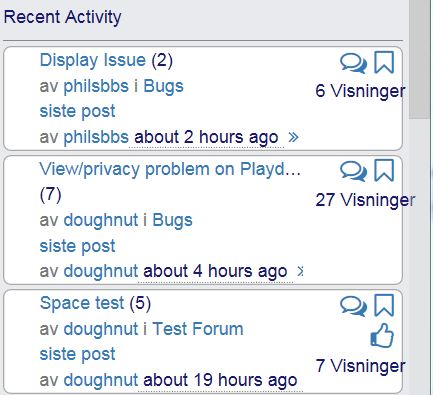 Recent Activity
Display Issue (2)
av philsbbs i Bugs
6 Visninger
siste post
av philsbbs about 2 hours ago »
View/privacy problem on Playd...
(7)
27 Visninger
av doughnut i Bugs
siste post
av doughnut about 4 hours ago »
Space test (5)
av doughnut i Test Forum
siste post
7 Visninger
av doughnut about 19 hours ago